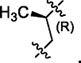 H₃C
(R)
.